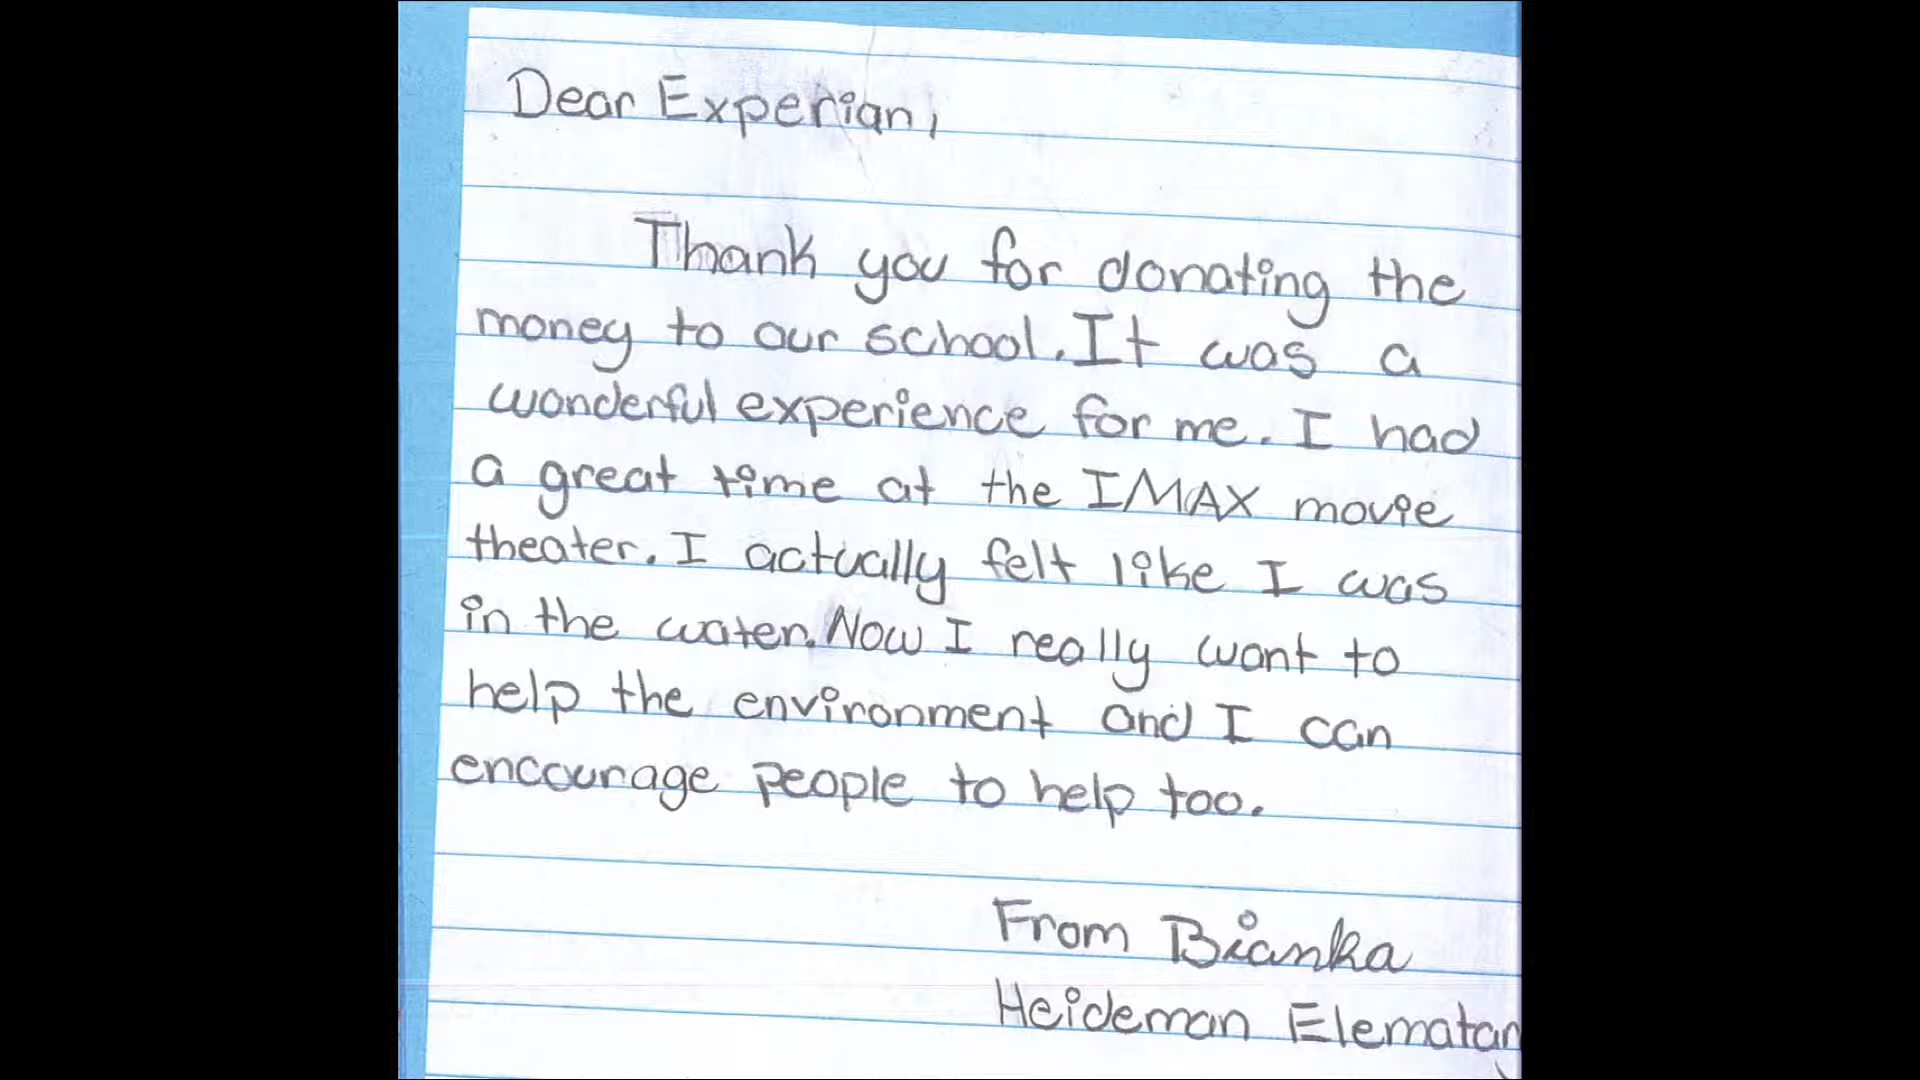 Dear Experian,
Thank you for donating the
money to our school. It was a
wonderful experience for me. I had
a great time at the IMAX movie
theater. I actually felt like I was
in the water. Now I really want to
help the environment and I can
encourage people to help too.
From Bianka
Heideman Elematary